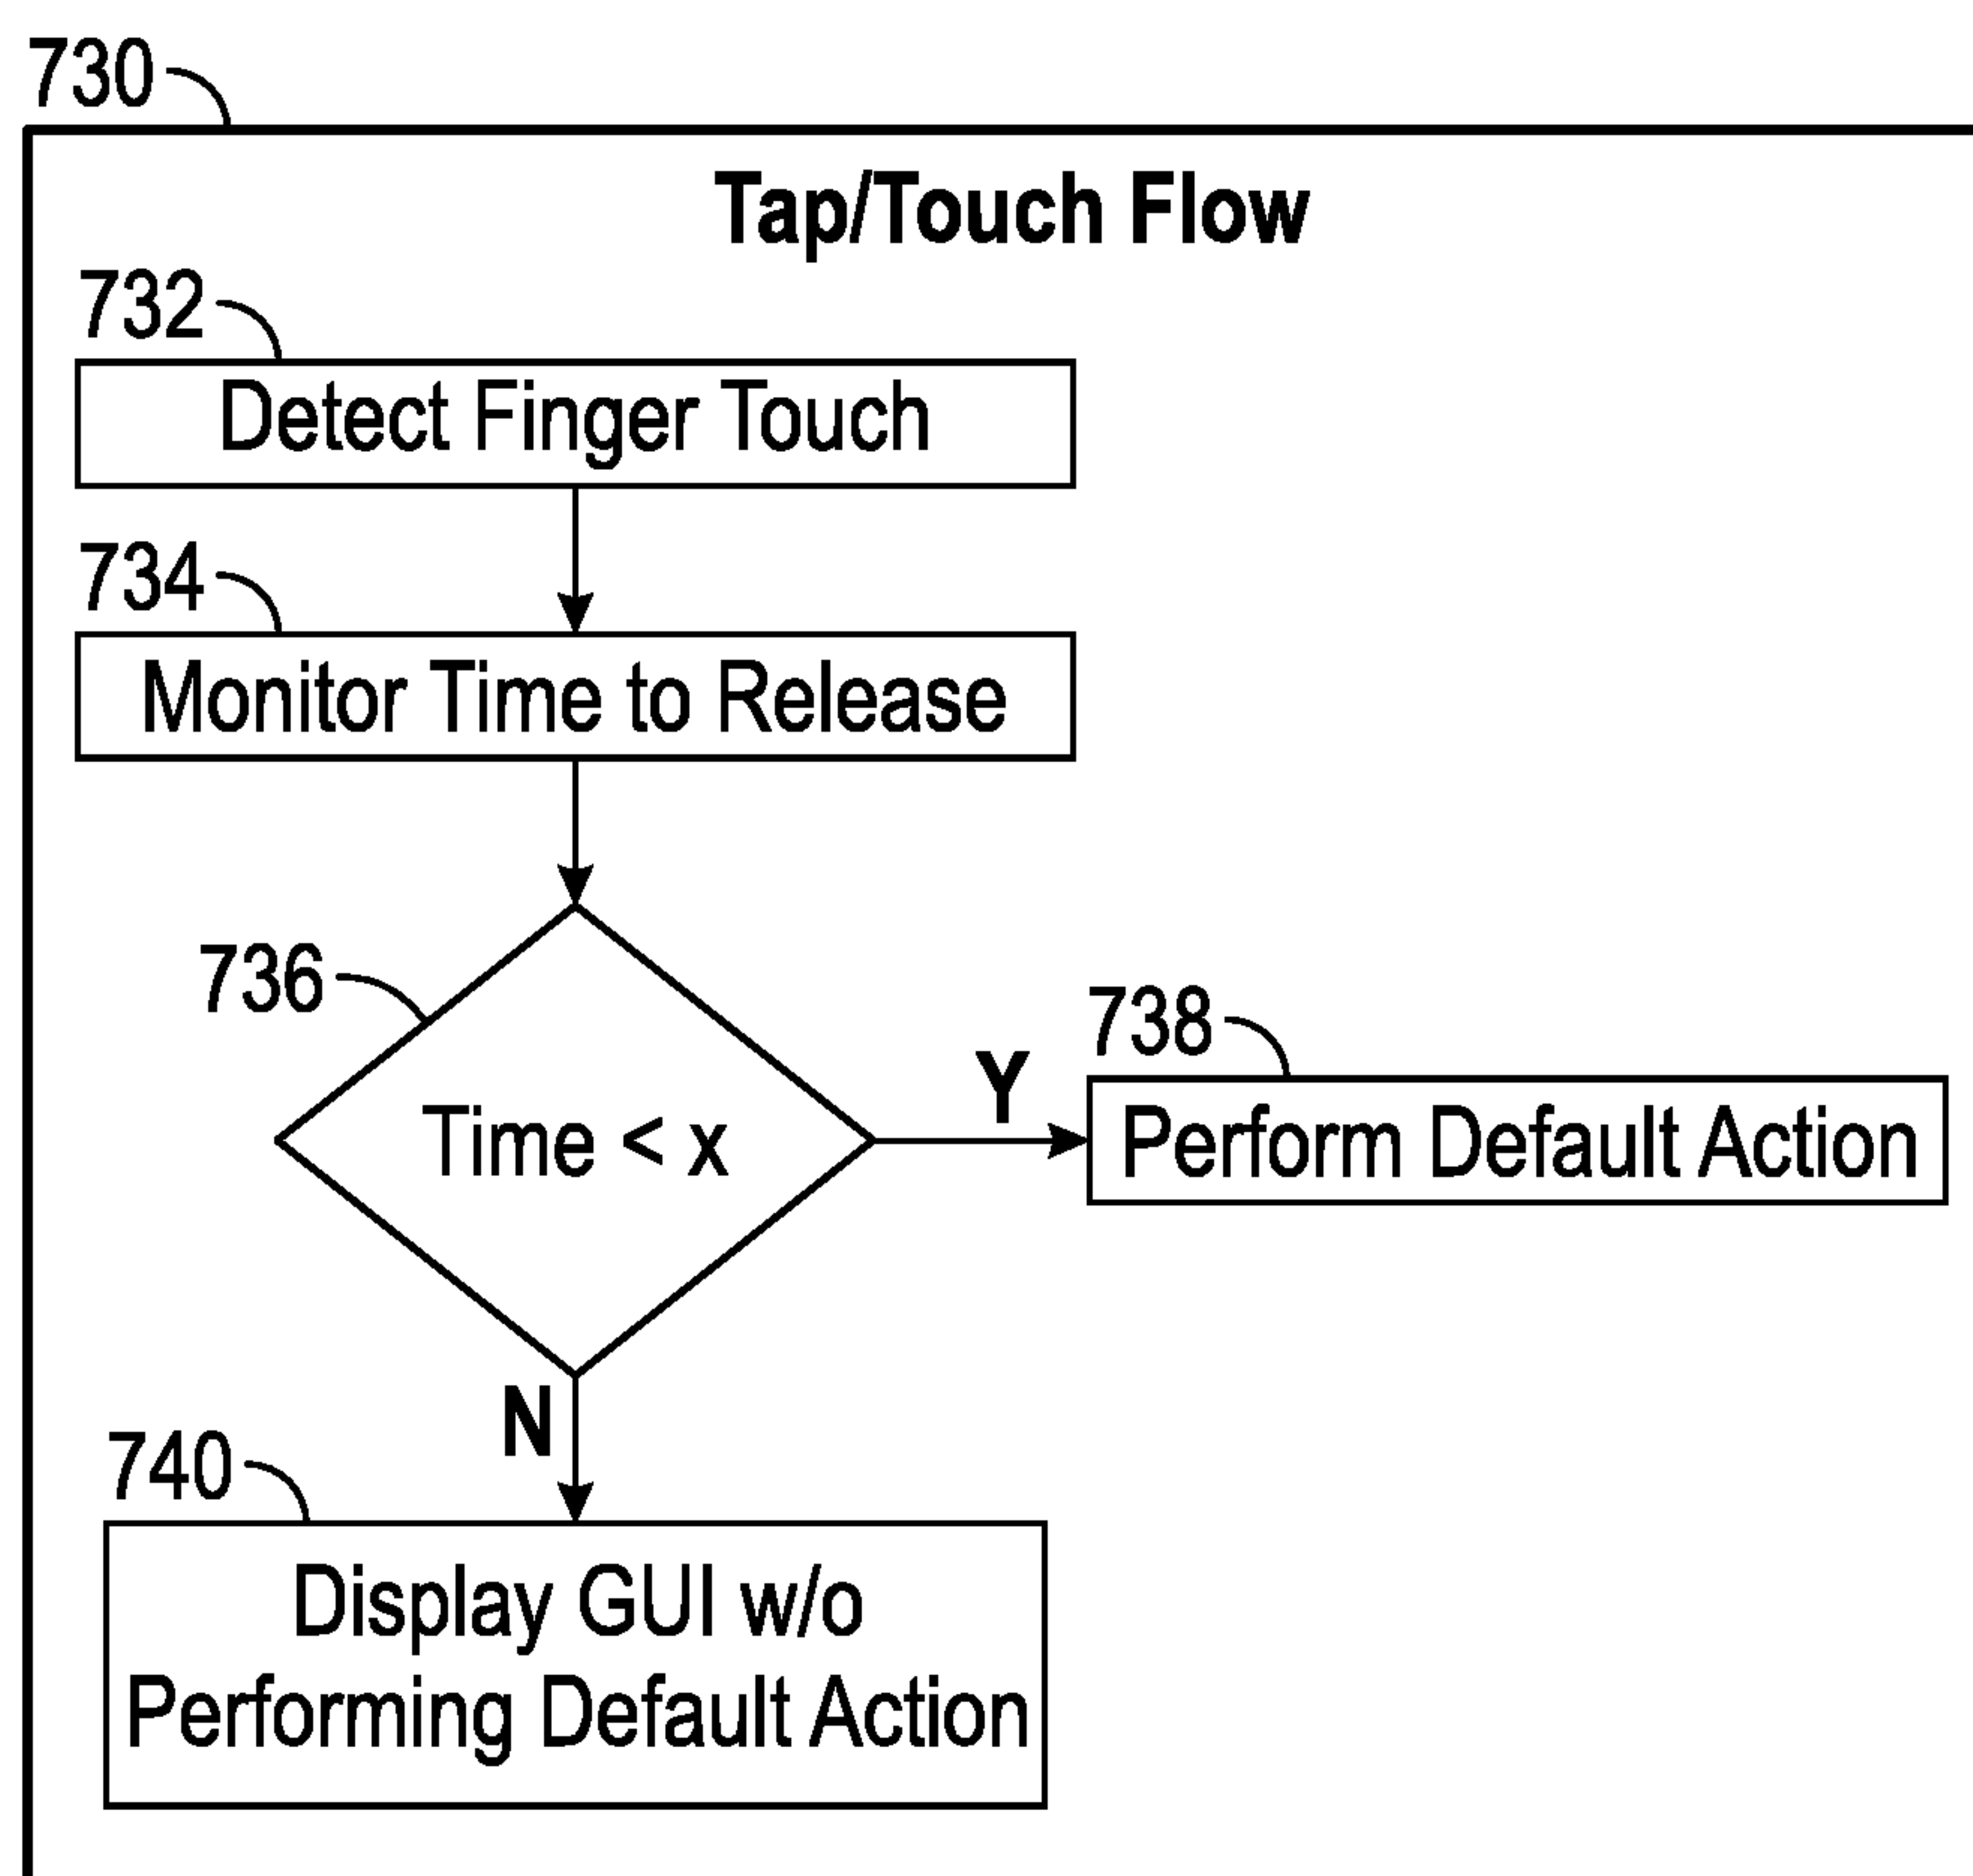 730
Tap/Touch Flow
732
Detect Finger Touch
734
Monitor Time to Release
736
Time < x
Y
738
Perform Default Action
N
740
Display GUI w/o
Performing Default Action